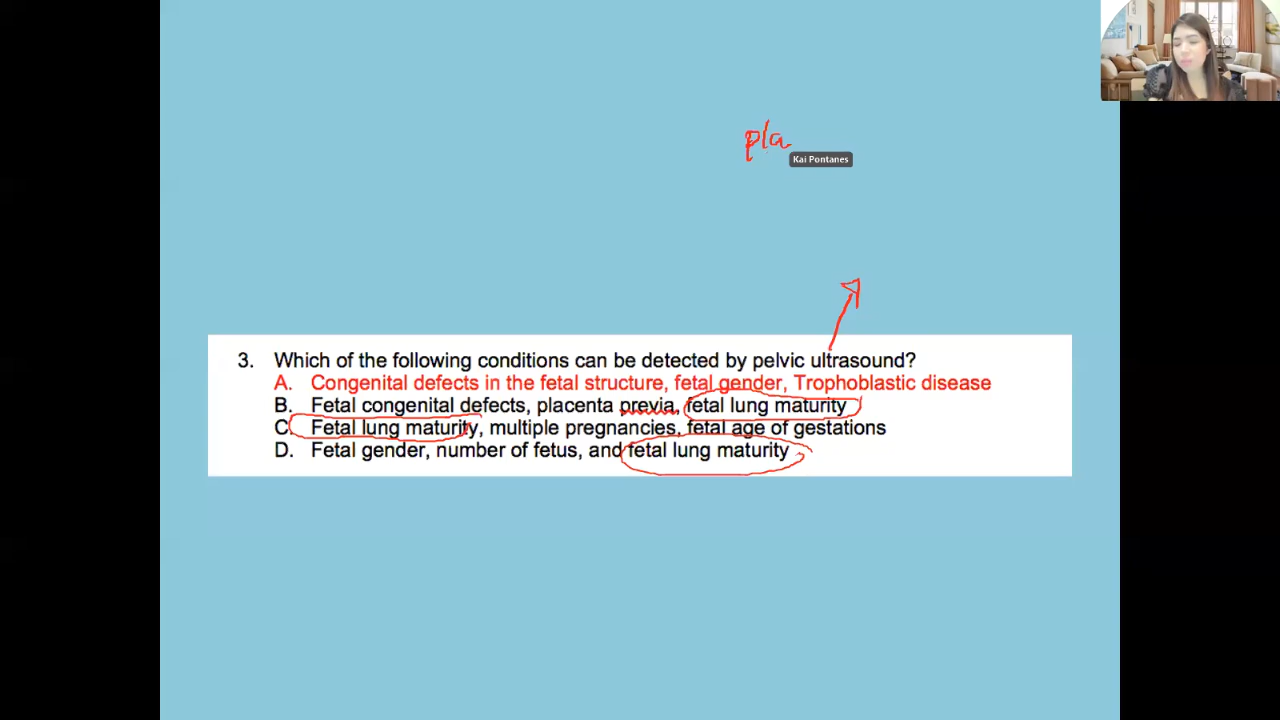 pla
Kai Pontanes
3. Which of the following conditions can be detected by pelvic ultrasound?
A. Congenital defects in the fetal structure, fetal gender, Trophoblastic disease
B. Fetal congenital defects, placenta previa, fetal lung maturity
C. Fetal lung maturity, multiple pregnancies, fetal age of gestations
D. Fetal gender, number of fetus, and fetal lung maturity